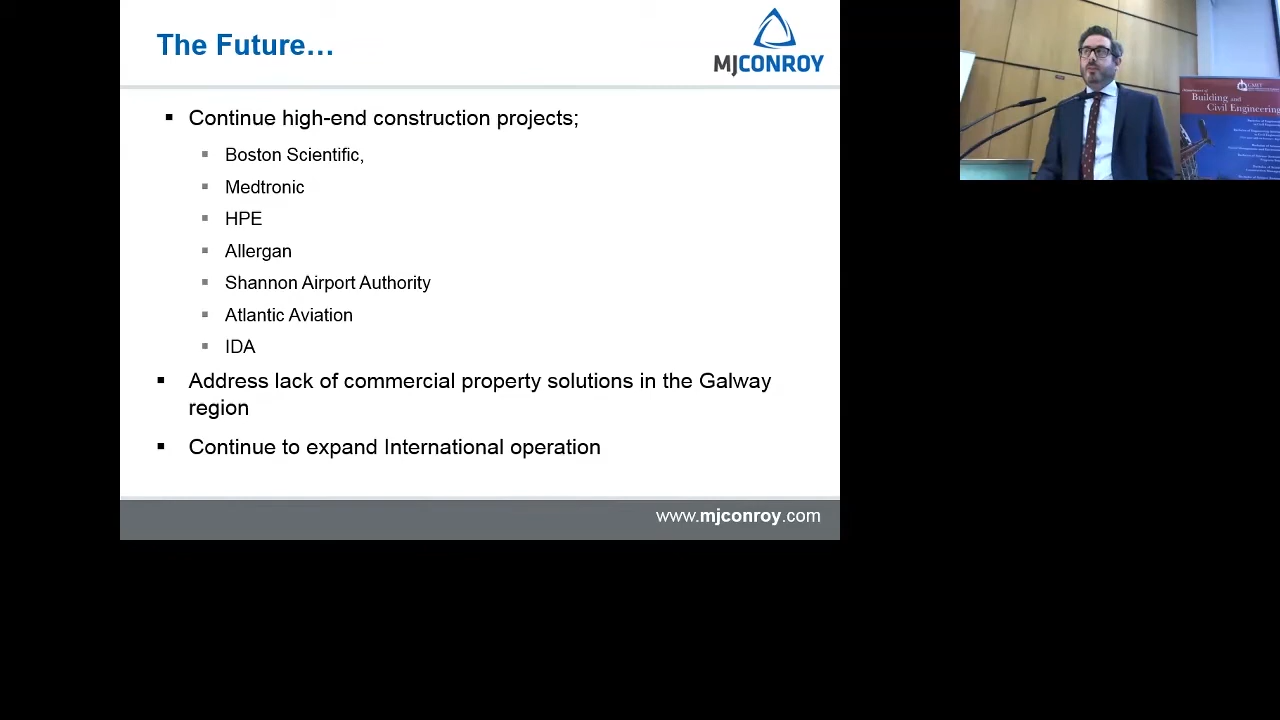 The Future…
MJCONROY
Continue high-end construction projects;
Boston Scientific,
Medtronic
HPE
Allergan
Shannon Airport Authority
Atlantic Aviation
IDA
Address lack of commercial property solutions in the Galway
region
Continue to expand International operation
www.mjconroy.com
GMIT
Building and
Civil Engineering